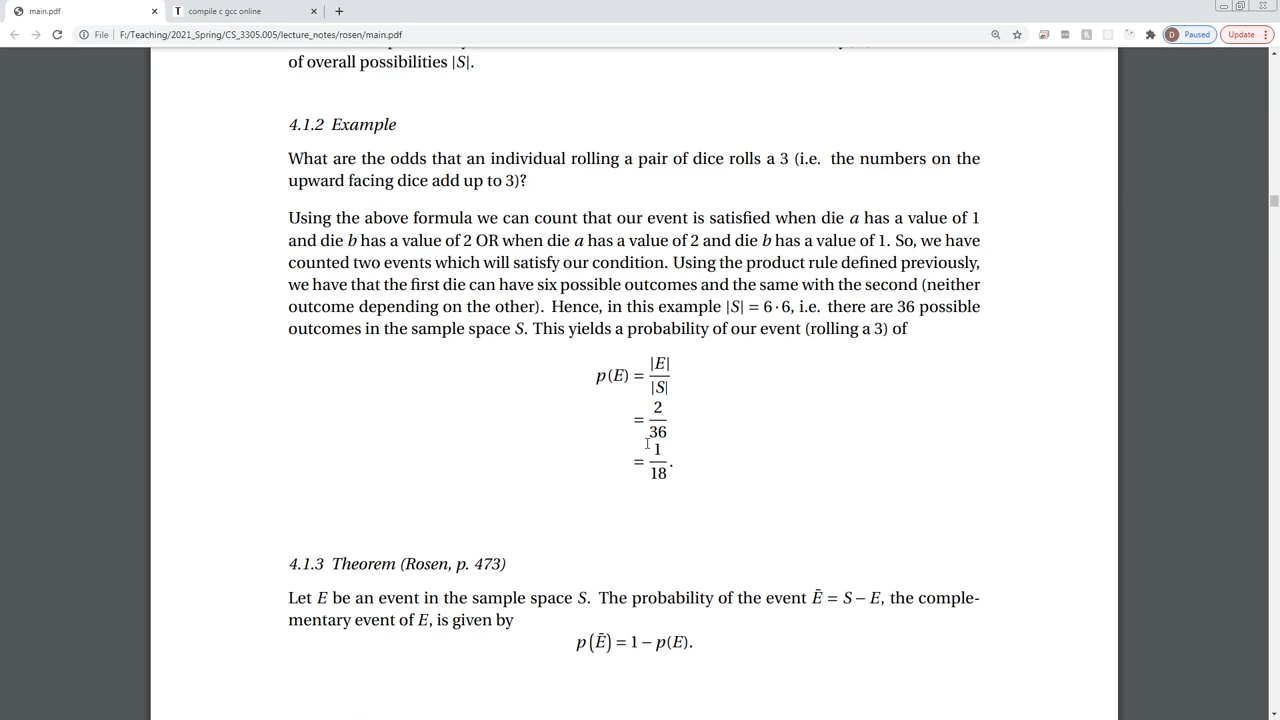 main.pdf
compile c gcc online
File | F:/Teaching/2021_Spring/CS_3305.005/lecture_notes/rosen/main.pdf
Paused
Update
of overall possibilities |S|.
4.1.2 Example
What are the odds that an individual rolling a pair of dice rolls a 3 (i.e. the numbers on the
upward facing dice add up to 3)?
Using the above formula we can count that our event is satisfied when die a has a value of 1
and die b has a value of 2 OR when die a has a value of 2 and die b has a value of 1. So, we have
counted two events which will satisfy our condition. Using the product rule defined previously,
we have that the first die can have six possible outcomes and the same with the second (neither
outcome depending on the other). Hence, in this example |S| = 6 · 6, i.e. there are 36 possible
outcomes in the sample space S. This yields a probability of our event (rolling a 3) of
p(E) = |E| / |S|
= 2 / 36
= 1 / 18.
4.1.3 Theorem (Rosen, p. 473)
Let E be an event in the sample space S. The probability of the event Ē = S − E, the comple-
mentary event of E, is given by
p(Ē) = 1 − p(E).